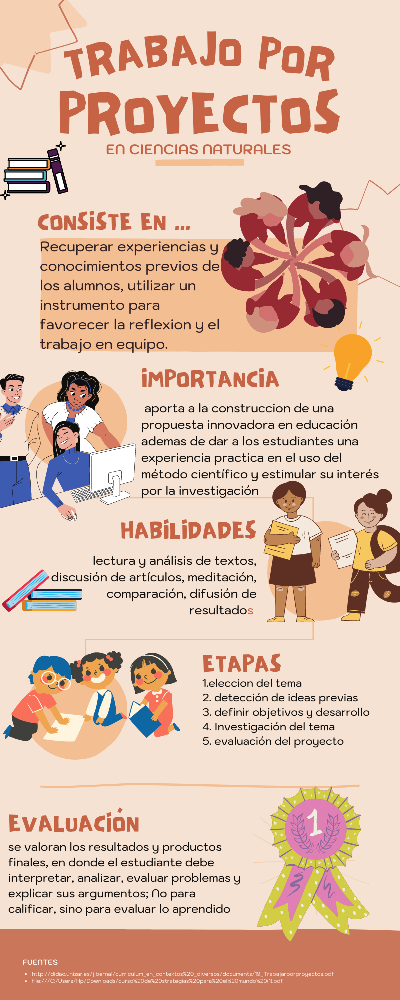 TRABAJO POR
PROYECTOS
EN CIENCIAS NATURALES
CONSISTE EN ...
Recuperar experiencias y
conocimientos previos de
los alumnos, utilizar un
instrumento para
favorecer la reflexion y el
trabajo en equipo.
IMPORTANCIA
aporta a la construccion de una
propuesta innovadora en educación
ademas de dar a los estudiantes una
experiencia practica en el uso del
método científico y estimular su interés
por la investigación
HABILIDADES
lectura y análisis de textos,
discusión de artículos, meditación,
comparación, difusión de
resultados
ETAPAS
1.eleccion del tema
2. detección de ideas previas
3. definir objetivos y desarrollo
4. Investigación del tema
5. evaluación del proyecto
1
EVALUACIÓN
se valoran los resultados y productos
finales, en donde el estudiante debe
interpretar, analizar, evaluar problemas y
explicar sus argumentos; No para
calificar, sino para evaluar lo aprendido
FUENTES
• http://didac.unizar.es/jlbernal/curriculum_en_contextos%20_diversos/documents/19_Trabajarporproyectos.pdf
• file:///C:/Users/Hp/Downloads/curso%20de%20strategias%20para%20el%20mundo%20(1).pdf